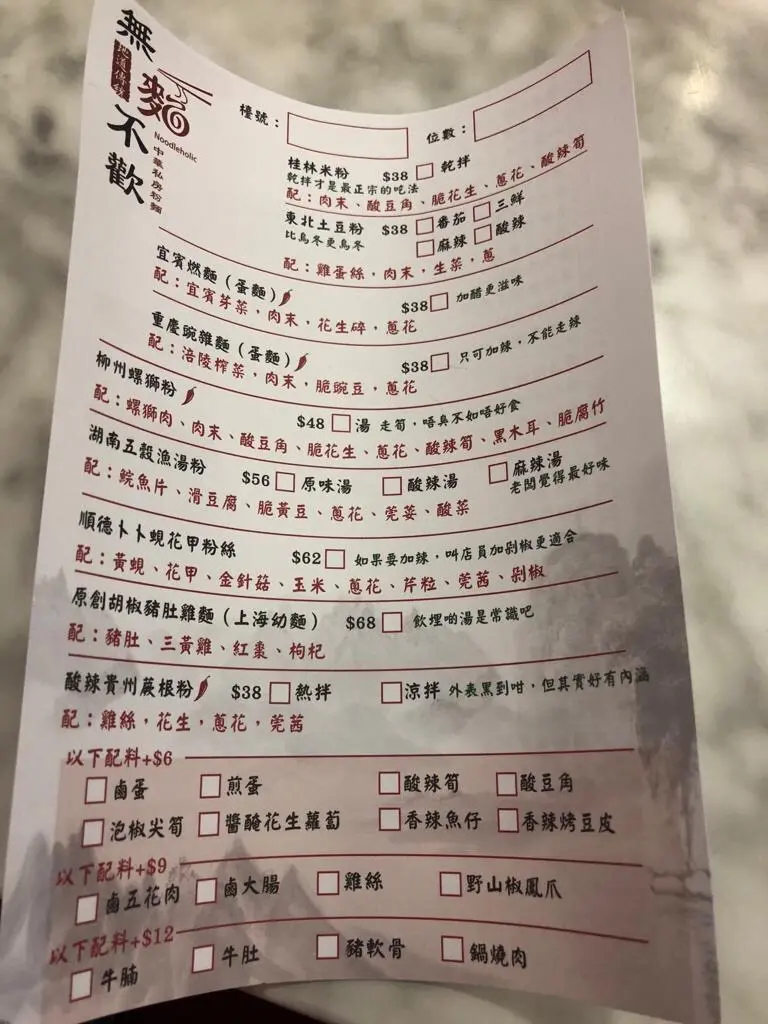 無麵不歡
地道傳發
Noodleholic
中華私房粉麵
檯號：
位數：
桂林米粉 $38 乾拌
乾拌才是最正宗的吃法
配：肉末、酸豆角、脆花生、蔥花、酸辣筍
東北土豆粉 $38 番茄 三鮮
比烏冬更烏冬 麻辣 酸辣
配：雞蛋絲，肉末，生菜，蔥
宜賓燃麵（蛋麵） $38 加醋更滋味
配：宜賓芽菜，肉末，花生碎，蔥花
重慶豌雜麵（蛋麵） $38 只可加辣，不能走辣
配：涪陵榨菜，肉末，脆豌豆，蔥花
柳州螺獅粉 $48 湯 走筍，唔臭不如唔好食
配：螺獅肉、肉末、酸豆角、脆花生、蔥花、酸辣筍、黑木耳、脆腐竹
湖南五穀漁湯粉 $56 原味湯 酸辣湯 麻辣湯
老闆覺得最好味
配：鯇魚片、滑豆腐、脆黃豆、蔥花、芫荽、酸菜
順德卜卜蜆花甲粉絲 $62 如果要加辣，叫店員加剁椒更適合
配：黃蜆、花甲、金針菇、玉米、蔥花、芹粒、芫茜、剁椒
原創胡椒豬肚雞麵（上海幼麵） $68 飲埋啲湯是常識吧
配：豬肚、三黃雞、紅棗、枸杞
酸辣貴州蕨根粉 $38 熱拌 涼拌 外表黑到咁，但其實好有內涵
配：雞絲，花生，蔥花，芫茜
以下配料+$6
鹵蛋 煎蛋 酸辣筍 酸豆角
泡椒尖筍 醬醃花生蘿蔔 香辣魚仔 香辣烤豆皮
以下配料+$9
鹵五花肉 鹵大腸 雞絲 野山椒鳳爪
以下配料+$12
牛腩 牛肚 豬軟骨 鍋燒肉